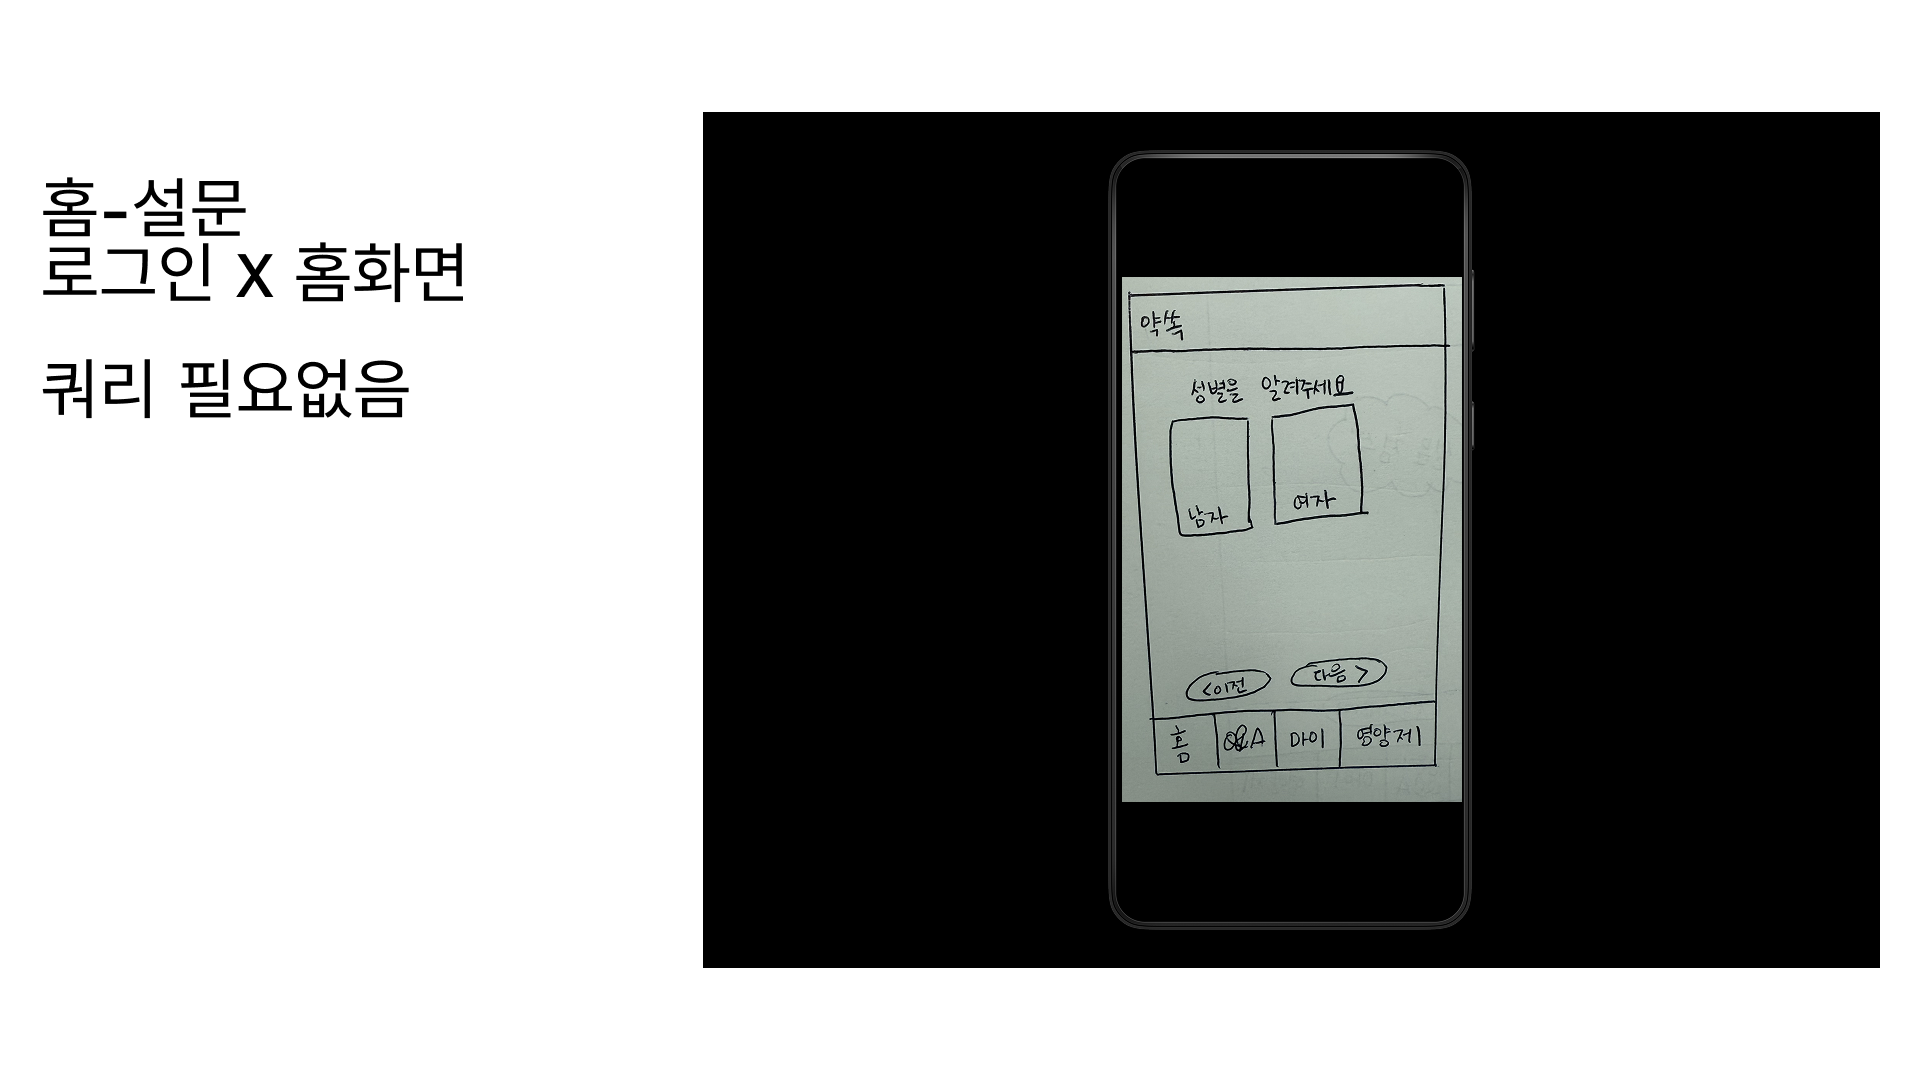 홈-설문
로그인 x 홈화면
쿼리 필요없음
약쏙
성별을 알려주세요
남자 여자
<이전 다음 >
홈 Q&A 마이 영양제